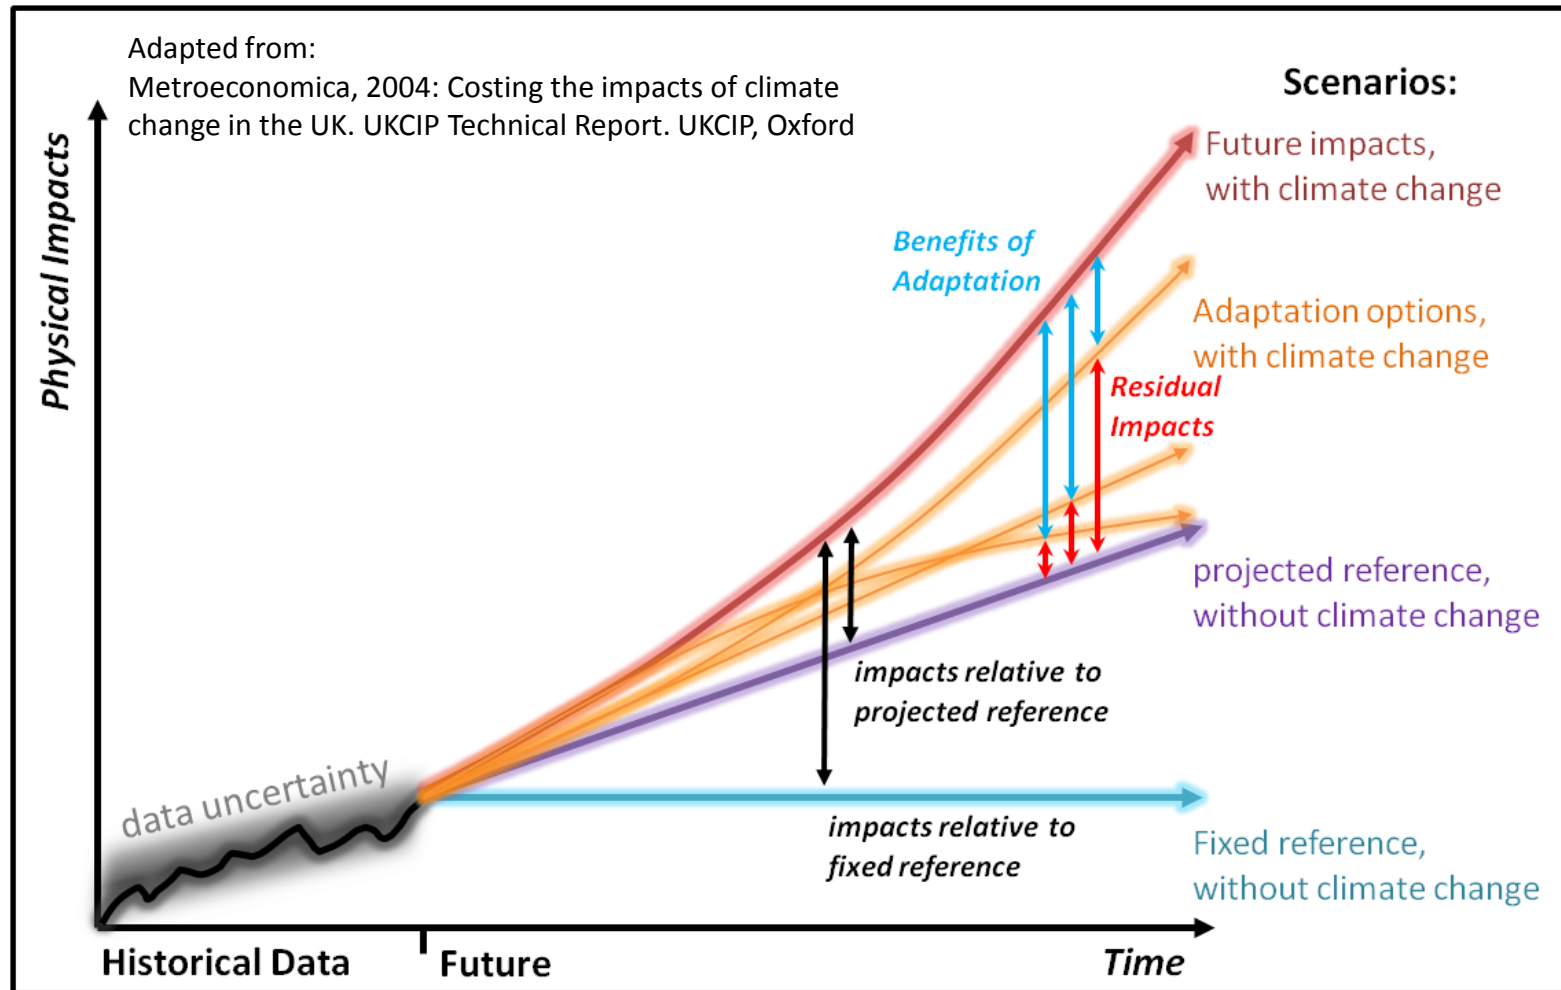 Adapted from:
Metroeconomica, 2004: Costing the impacts of climate
change in the UK. UKCIP Technical Report. UKCIP, Oxford
Scenarios:
Physical Impacts
Future impacts,
with climate change
Benefits of
Adaptation
Adaptation options,
with climate change
Residual
Impacts
projected reference,
without climate change
impacts relative to
projected reference
data uncertainty
impacts relative to
fixed reference
Fixed reference,
without climate change
Historical Data
Future
Time